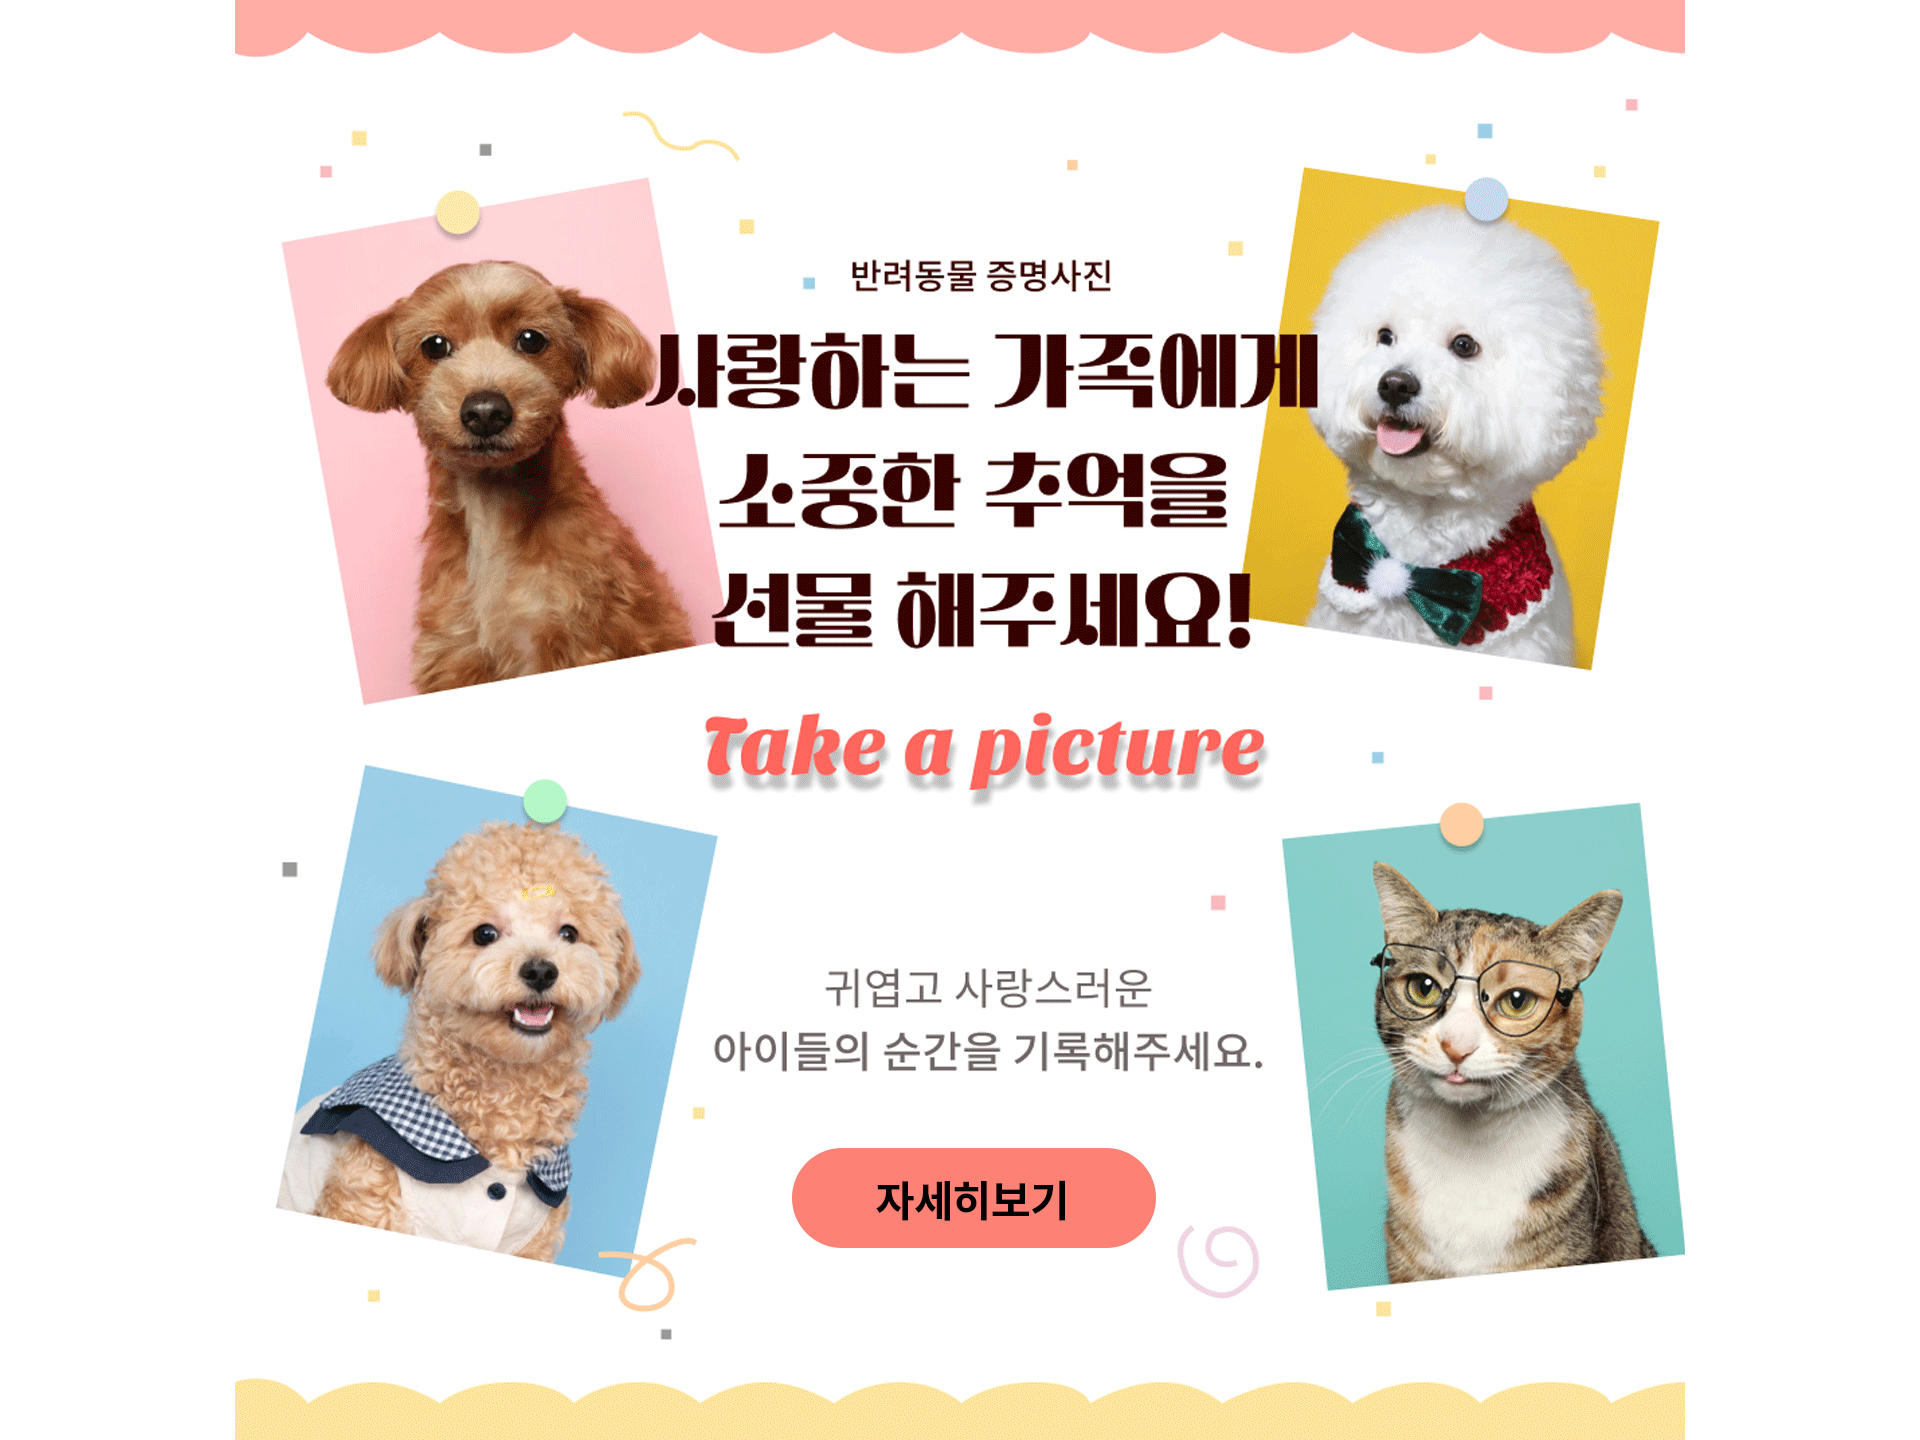 반려동물 증명사진
사랑하는 가족에게
소중한 추억을
선물 해주세요!
Take a picture
귀엽고 사랑스러운
아이들의 순간을 기록해주세요.
자세히보기